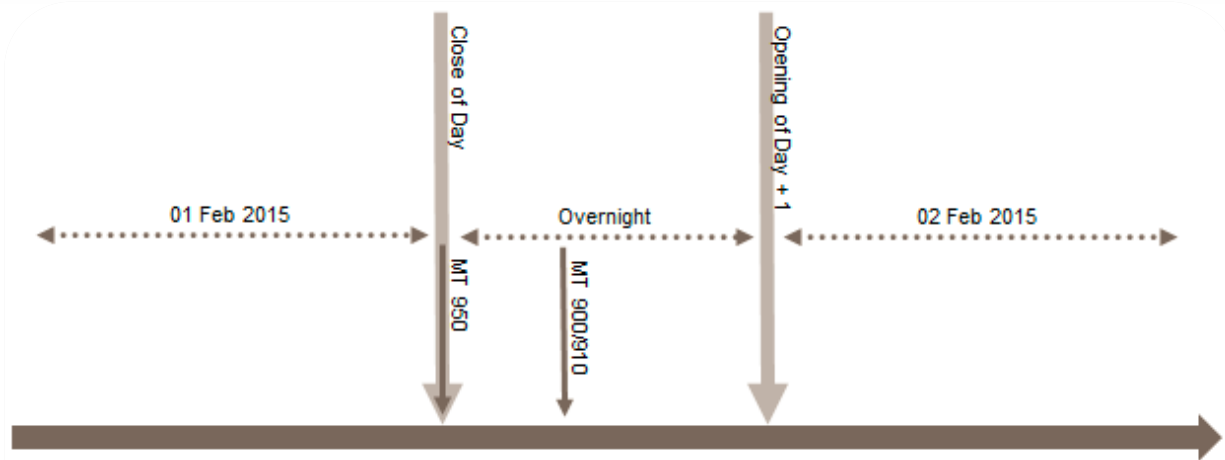 Close of Day
Opening of Day + 1
01 Feb 2015
Overnight
02 Feb 2015
MT 950
MT 900/910